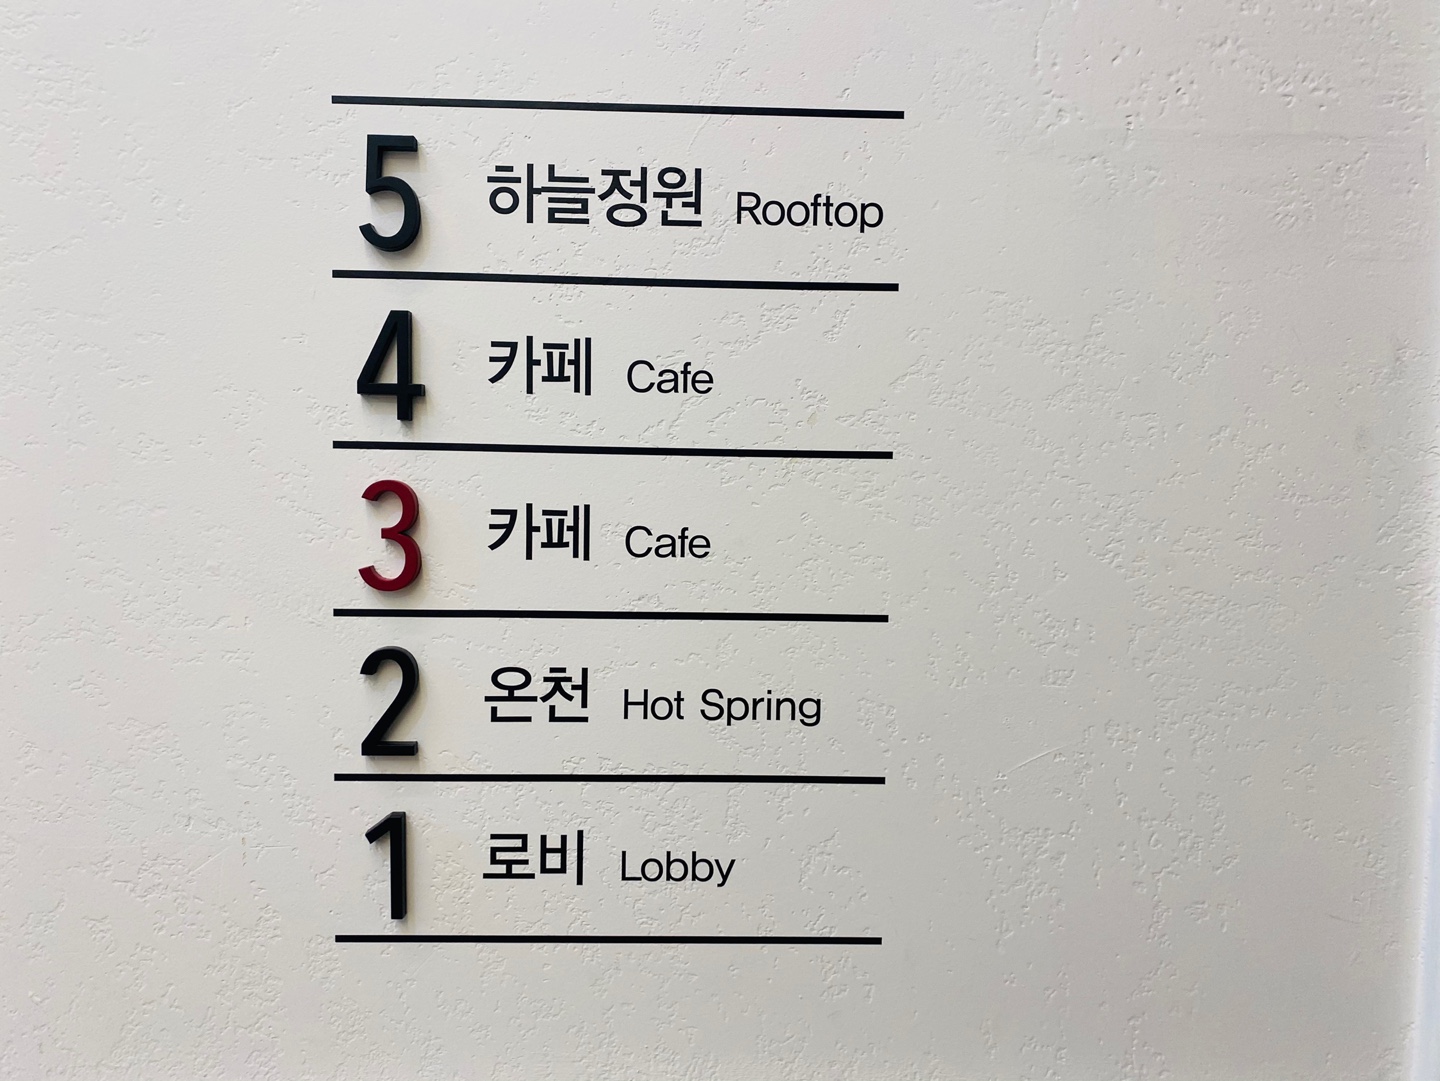 5 하늘정원 Rooftop
4 카페 Cafe
3 카페 Cafe
2 온천 Hot Spring
1 로비 Lobby